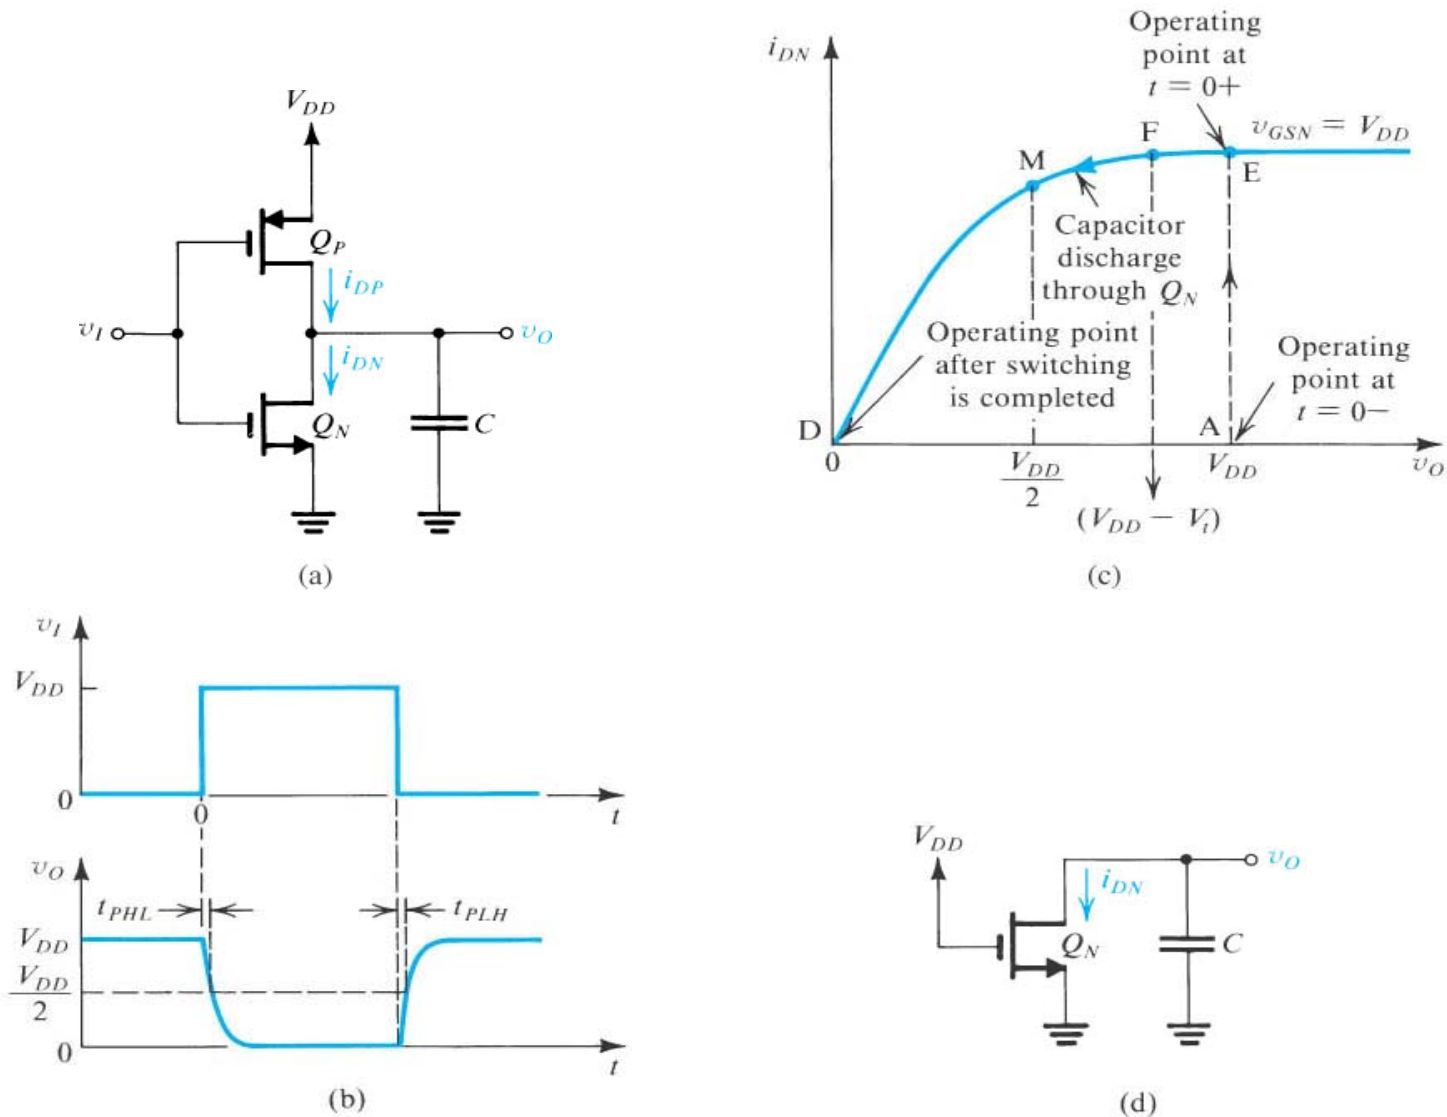 V_DD
Q_P
i_DP
v_I
v_O
i_DN
Q_N
C
(a)
i_DN
Operating
point at
t = 0+
v_GSN = V_DD
M
F
E
Capacitor
discharge
through Q_N
Operating point
after switching
is completed
Operating
point at
t = 0−
D
A
0
V_DD/2
V_DD
v_O
(V_DD − V_t)
(c)
v_I
V_DD
0
0
t
v_O
t_PHL
t_PLH
V_DD
V_DD/2
0
t
(b)
V_DD
v_O
i_DN
Q_N
C
(d)